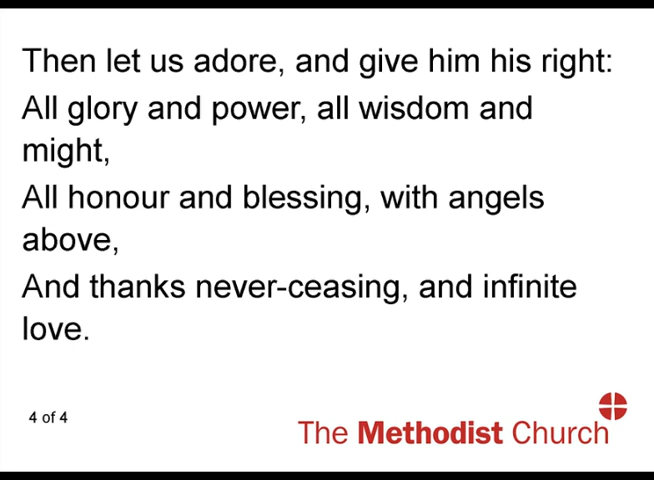 Then let us adore, and give him his right:
All glory and power, all wisdom and
might,
All honour and blessing, with angels
above,
And thanks never-ceasing, and infinite
love.
4 of 4
The Methodist Church